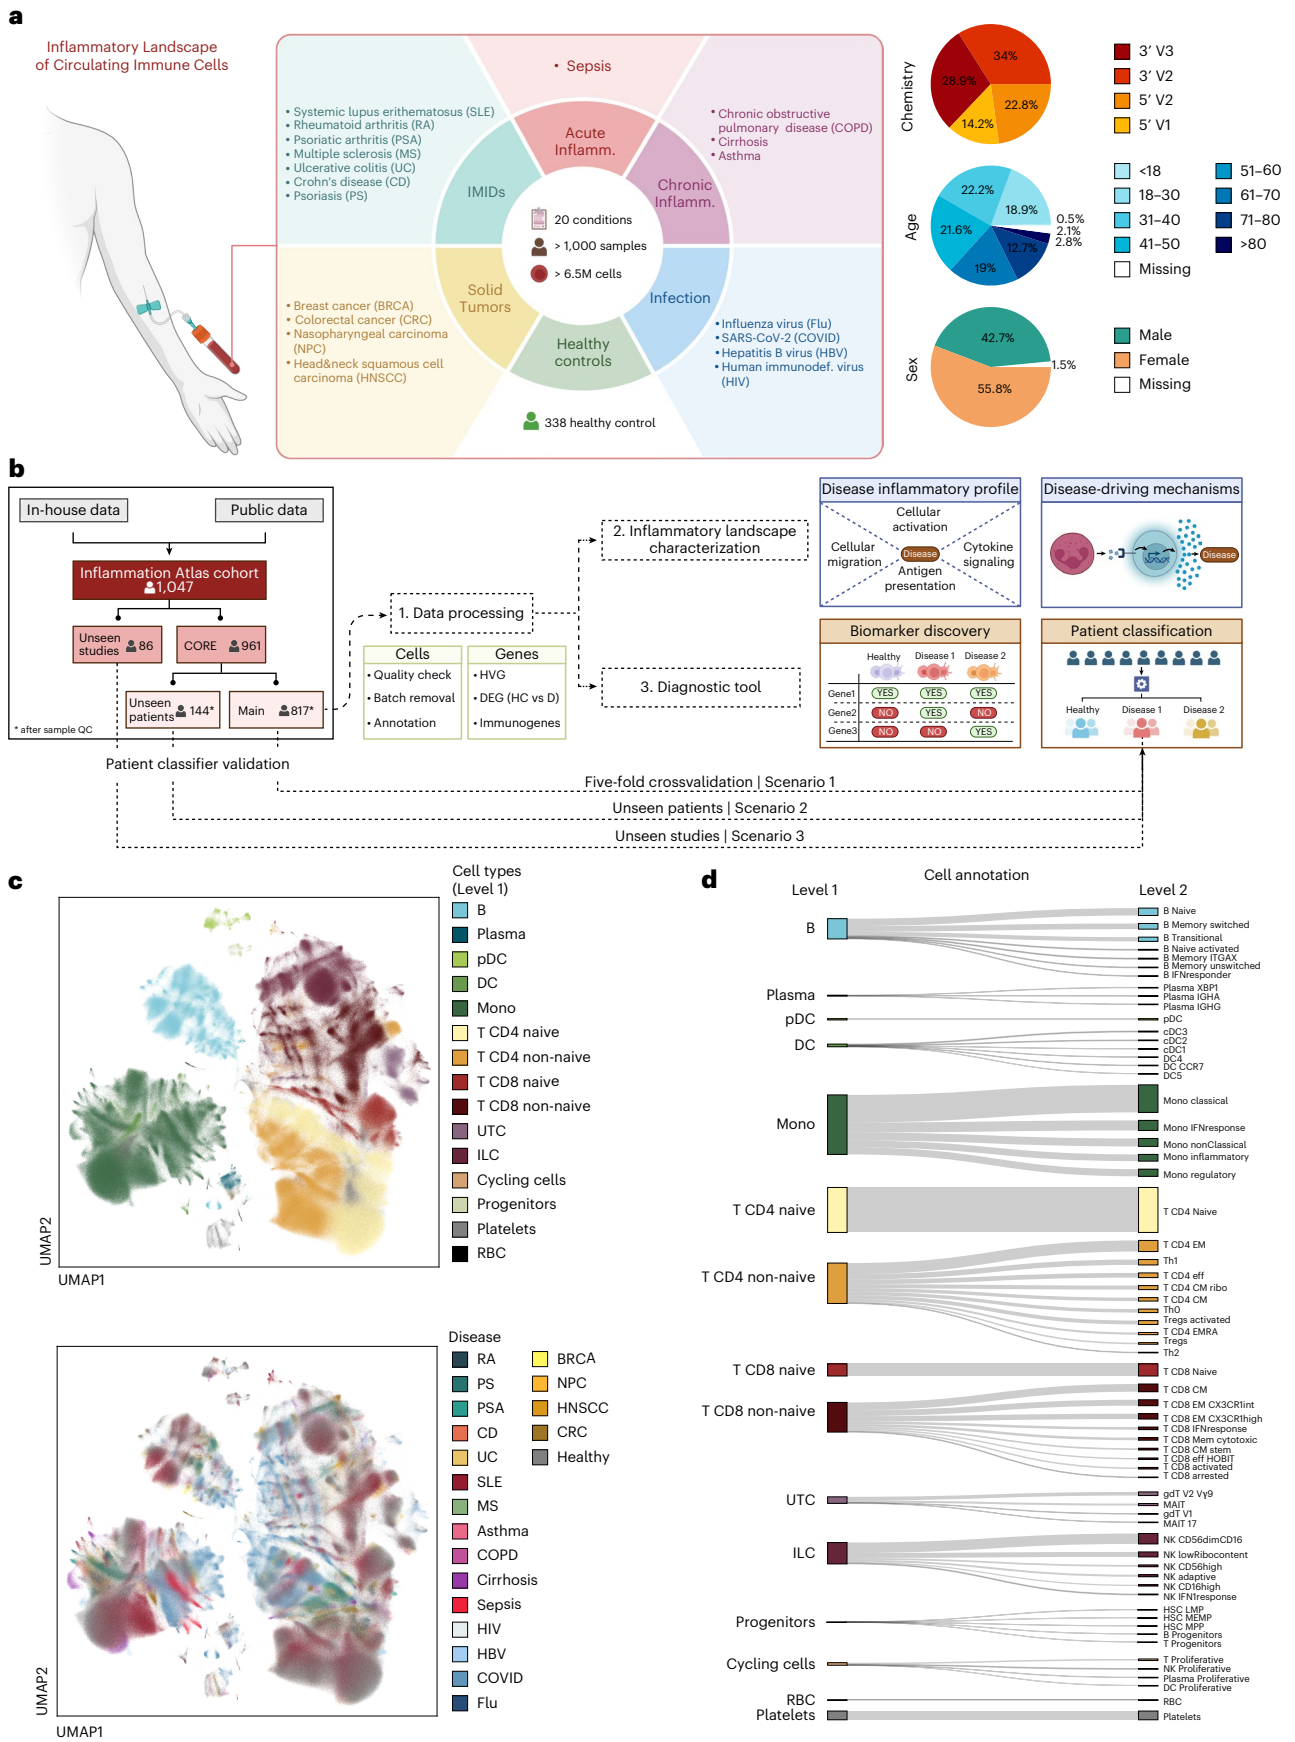 a
Inflammatory Landscape
of Circulating Immune Cells
• Sepsis
• Systemic lupus erithematosus (SLE)
• Rheumatoid arthritis (RA)
• Psoriatic arthritis (PSA)
• Multiple sclerosis (MS)
• Ulcerative colitis (UC)
• Crohn's disease (CD)
• Psoriasis (PS)
• Chronic obstructive
pulmonary disease (COPD)
• Cirrhosis
• Asthma
Acute
Inflamm.
IMIDs
Chronic
Inflamm.
20 conditions
> 1,000 samples
> 6.5M cells
Solid
Tumors
Infection
Healthy
controls
• Breast cancer (BRCA)
• Colorectal cancer (CRC)
• Nasopharyngeal carcinoma
(NPC)
• Head&neck squamous cell
carcinoma (HNSCC)
• Influenza virus (Flu)
• SARS-CoV-2 (COVID)
• Hepatitis B virus (HBV)
• Human immunodef. virus
(HIV)
338 healthy control
Chemistry
34%
28.9%
22.8%
14.2%
3′ V3
3′ V2
5′ V2
5′ V1
Age
22.2%
18.9%
0.5%
2.1%
2.8%
21.6%
12.7%
19%
<18
18–30
31–40
41–50
Missing
51–60
61–70
71–80
>80
Sex
42.7%
1.5%
55.8%
Male
Female
Missing
b
In-house data
Public data
Inflammation Atlas cohort
1,047
Unseen
studies
86
CORE
961
Unseen
patients
144*
Main
817*
* after sample QC
1. Data processing
Cells
• Quality check
• Batch removal
• Annotation
Genes
• HVG
• DEG (HC vs D)
• Immunogenes
2. Inflammatory landscape
characterization
3. Diagnostic tool
Disease inflammatory profile
Cellular
activation
Cellular
migration
Disease
Cytokine
signaling
Antigen
presentation
Disease-driving mechanisms
Disease
Biomarker discovery
Healthy
Disease 1
Disease 2
Gene1
YES
YES
YES
Gene2
NO
YES
NO
Gene3
NO
NO
YES
Patient classification
Healthy
Disease 1
Disease 2
Patient classifier validation
Five-fold crossvalidation | Scenario 1
Unseen patients | Scenario 2
Unseen studies | Scenario 3
c
UMAP2
UMAP1
Cell types
(Level 1)
B
Plasma
pDC
DC
Mono
T CD4 naive
T CD4 non-naive
T CD8 naive
T CD8 non-naive
UTC
ILC
Cycling cells
Progenitors
Platelets
RBC
UMAP2
UMAP1
Disease
RA
PS
PSA
CD
UC
SLE
MS
Asthma
COPD
Cirrhosis
Sepsis
HIV
HBV
COVID
Flu
BRCA
NPC
HNSCC
CRC
Healthy
d
Cell annotation
Level 1
Level 2
B
Plasma
pDC
DC
Mono
T CD4 naive
T CD4 non-naive
T CD8 naive
T CD8 non-naive
UTC
ILC
Progenitors
Cycling cells
RBC
Platelets
B Naive
B Memory switched
B Transitional
B Naive activated
B Memory ITGAX
B Memory unswitched
B IFNresponder
Plasma XBP1
Plasma IGHA
Plasma IGHG
pDC
cDC3
cDC2
cDC1
DC4
DC CCR7
DC5
Mono classical
Mono IFNresponse
Mono nonClassical
Mono inflammatory
Mono regulatory
T CD4 Naive
T CD4 EM
Th1
T CD4 eff
T CD4 CM ribo
T CD4 CM
Th0
Tregs activated
T CD4 EMRA
Tregs
Th2
T CD8 Naive
T CD8 CM
T CD8 EM CX3CR1int
T CD8 EM CX3CR1high
T CD8 IFNresponse
T CD8 Mem cytotoxic
T CD8 CM stem
T CD8 eff HOBIT
T CD8 activated
T CD8 arrested
gdT V2 Vγ9
MAIT
gdT V1
MAIT 17
NK CD56dimCD16
NK lowRibocontent
NK CD56high
NK adaptive
NK CD16high
NK IFN1response
HSC LMP
HSC MEMP
HSC MPP
B Progenitors
T Progenitors
T Proliferative
NK Proliferative
Plasma Proliferative
DC Proliferative
RBC
Platelets